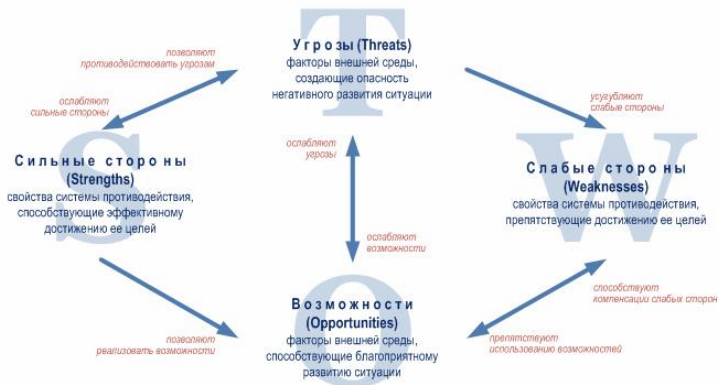 позволяют
противодействовать угрозам
ослабляют
сильные стороны
T
Угрозы (Threats)
факторы внешней среды,
создающие опасность
негативного развития ситуации
усугубляют
слабые стороны
ослабляют
угрозы
S
Сильные стороны
(Strengths)
свойства системы противодействия,
способствующие эффективному
достижению ее целей
W
Слабые стороны
(Weaknesses)
свойства системы противодействия,
препятствующие достижению ее целей
ослабляют
возможности
позволяют
реализовать возможности
O
Возможности
(Opportunities)
факторы внешней среды,
способствующие благоприятному
развитию ситуации
способствуют
компенсации слабых сторон
препятствуют
использованию возможностей